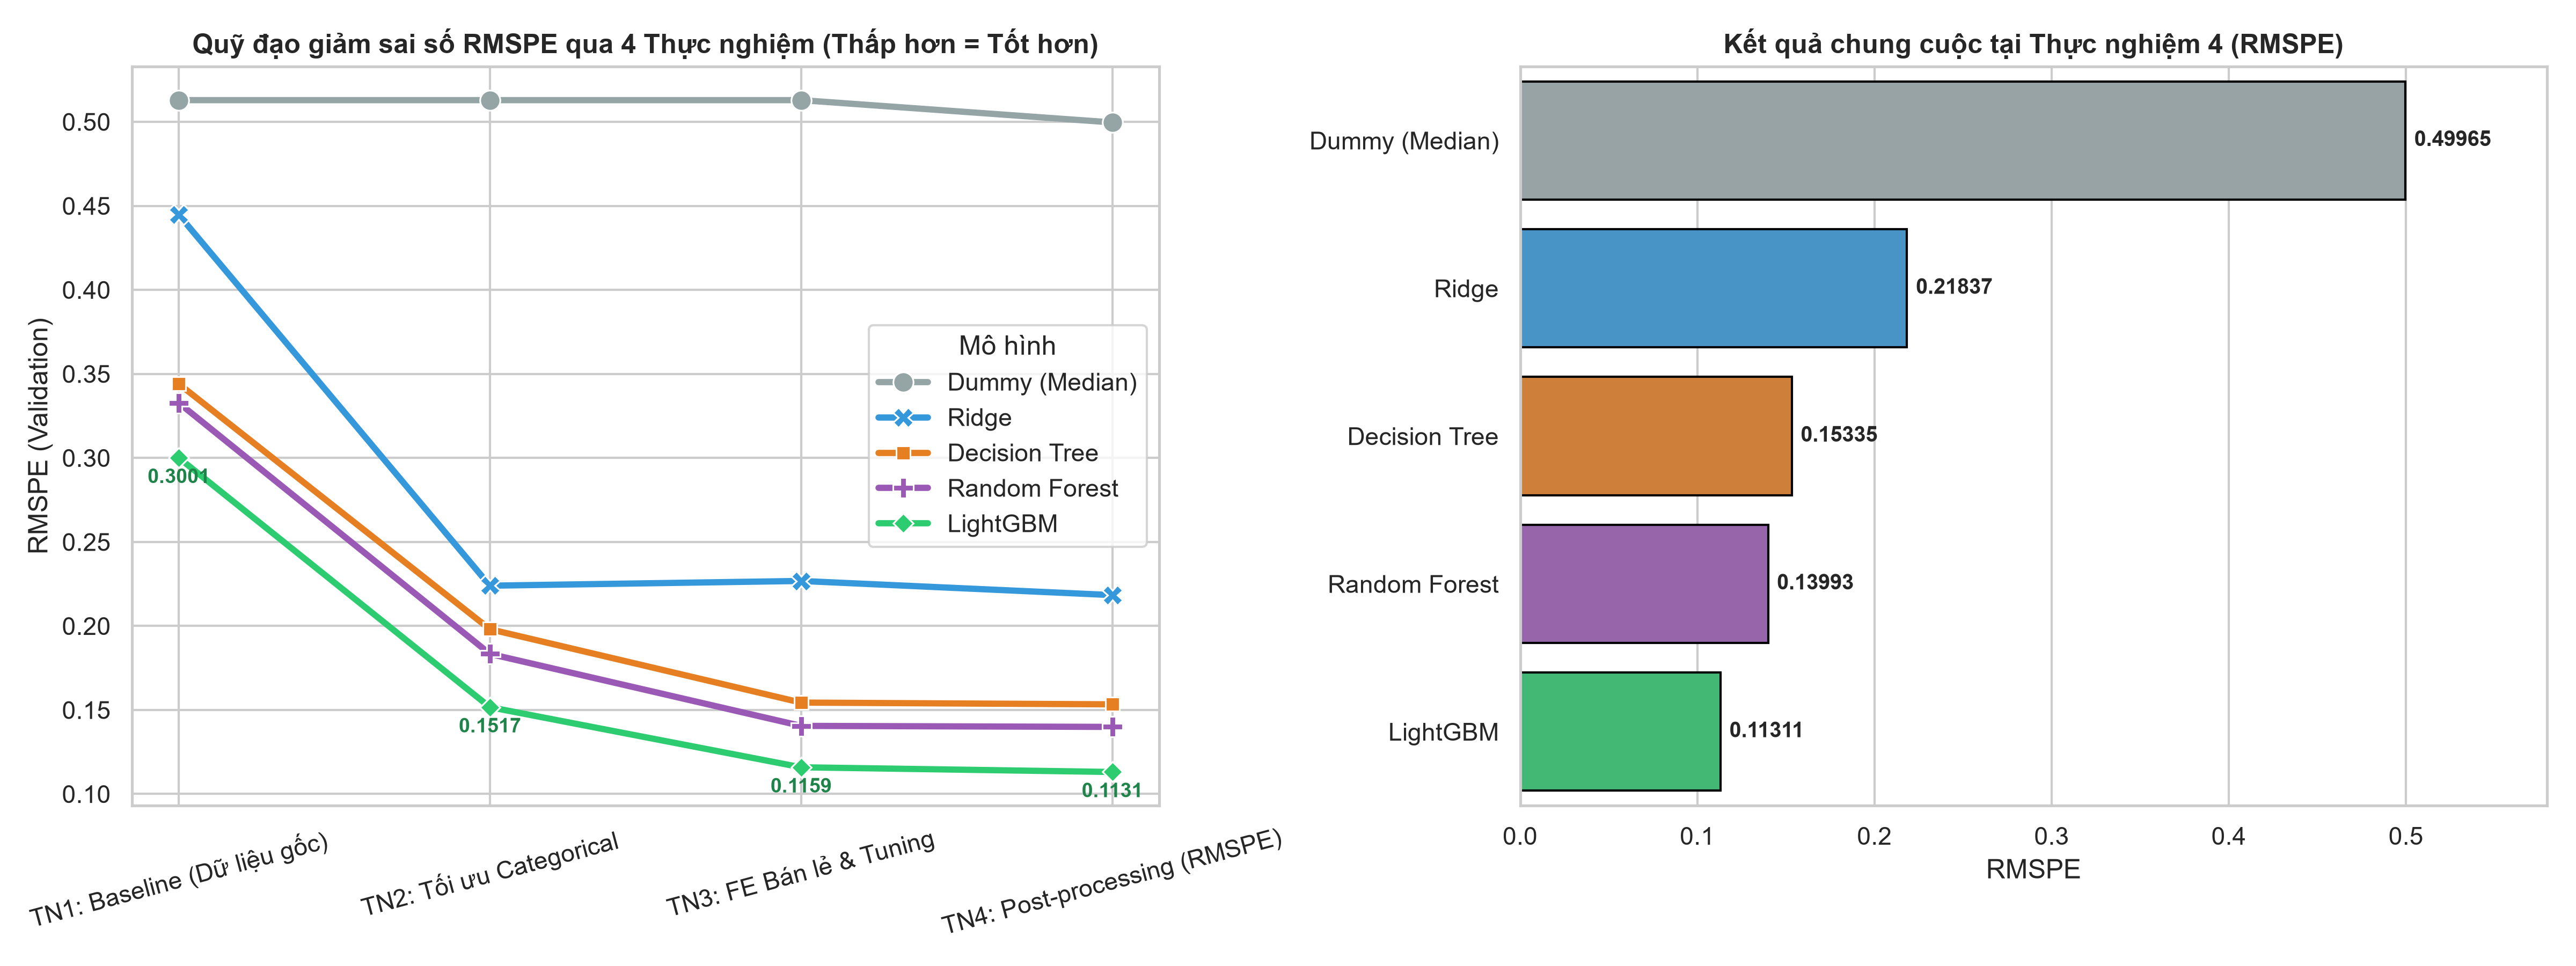 Quỹ đạo giảm sai số RMSPE qua 4 Thực nghiệm (Thấp hơn = Tốt hơn)
RMSPE (Validation)
0.50
0.45
0.40
0.35
0.30
0.25
0.20
0.15
0.10
0.3001
0.1517
0.1159
0.1131
Mô hình
Dummy (Median)
Ridge
Decision Tree
Random Forest
LightGBM
TN1: Baseline (Dữ liệu gốc)
TN2: Tối ưu Categorical
TN3: FE Bán lẻ & Tuning
TN4: Post-processing (RMSPE)
Kết quả chung cuộc tại Thực nghiệm 4 (RMSPE)
Dummy (Median)
0.49965
Ridge
0.21837
Decision Tree
0.15335
Random Forest
0.13993
LightGBM
0.11311
0.0
0.1
0.2
0.3
0.4
0.5
RMSPE